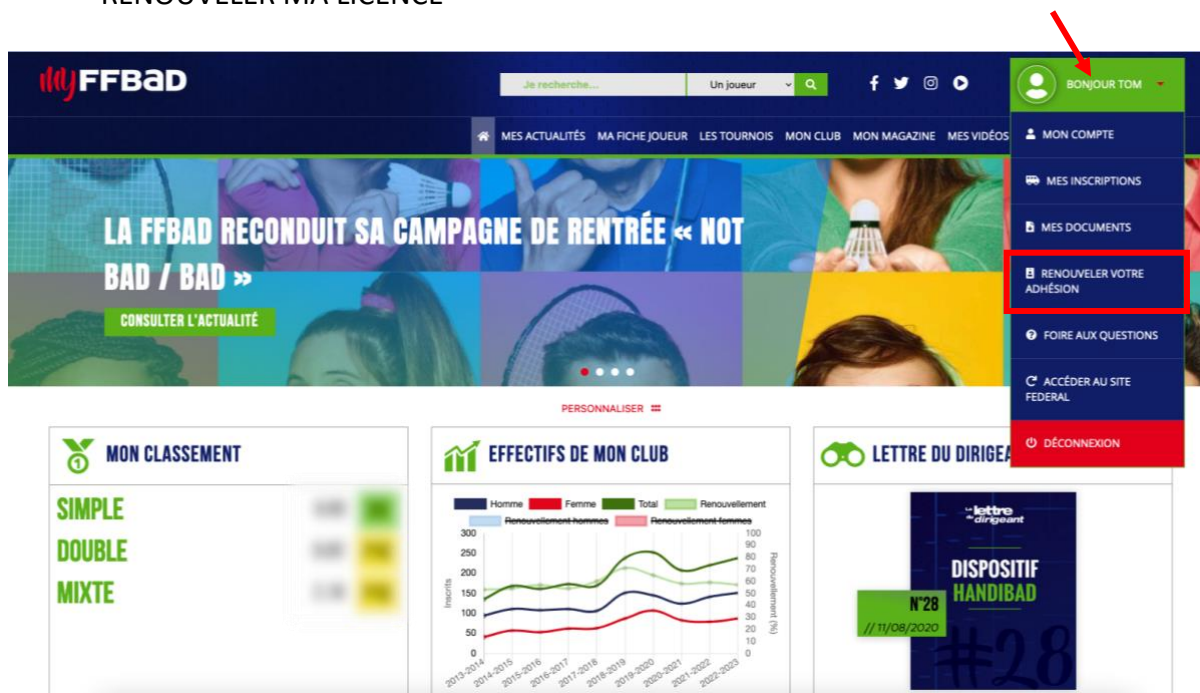 RENOUVELER MA LICENCE
myFFBaD
Je recherche...
Un joueur
BONJOUR TOM
MES ACTUALITÉS MA FICHE JOUEUR LES TOURNOIS MON CLUB MON MAGAZINE MES VIDÉOS
MON COMPTE
MES INSCRIPTIONS
MES DOCUMENTS
RENOUVELER VOTRE
ADHÉSION
FOIRE AUX QUESTIONS
ACCÉDER AU SITE
FEDERAL
DÉCONNEXION
LA FFBAD RECONDUIT SA CAMPAGNE DE RENTRÉE « NOT
BAD / BAD »
CONSULTER L'ACTUALITÉ
PERSONNALISER
MON CLASSEMENT
SIMPLE
DOUBLE
MIXTE
EFFECTIFS DE MON CLUB
Homme Femme Total Renouvellement
Renouvellement hommes Renouvellement femmes
300
250
200
150
100
50
0
Inscrits
100
90
80
70
60
50
40
30
20
10
0
Renouvellement (%)
2013-2014 2014-2015 2015-2016 2016-2017 2017-2018 2018-2019 2019-2020 2020-2021 2021-2022 2022-2023
LETTRE DU DIRIGEA
la lettre
du dirigeant
DISPOSITIF
HANDIBAD
N°28
// 11/08/2020
#28